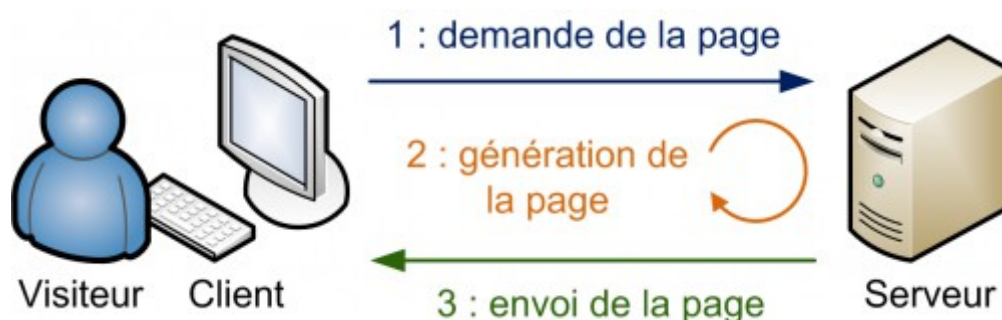 1 : demande de la page
2 : génération de
la page
3 : envoi de la page
Visiteur
Client
Serveur